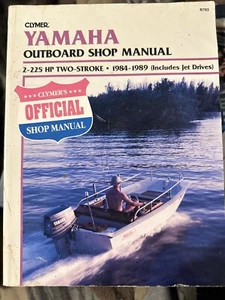 CLYMER
B783
YAMAHA
OUTBOARD SHOP MANUAL
2-225 HP TWO-STROKE • 1984-1989 (Includes Jet Drives)
CLYMER'S
OFFICIAL
SHOP MANUAL